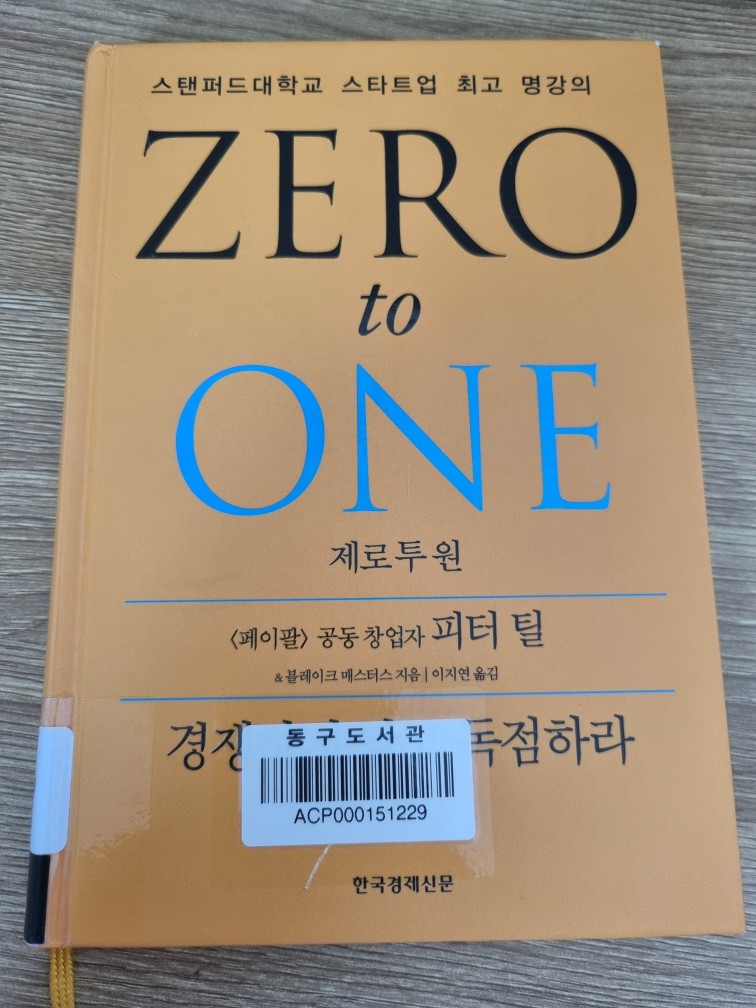 스탠퍼드대학교 스타트업 최고 명강의
ZERO
to
ONE
제로투원
〈페이팔〉 공동 창업자 피터 틸
& 블레이크 매스터스 지음 | 이지연 옮김
경쟁 독점하라
동구도서관
ACP000151229
한국경제신문